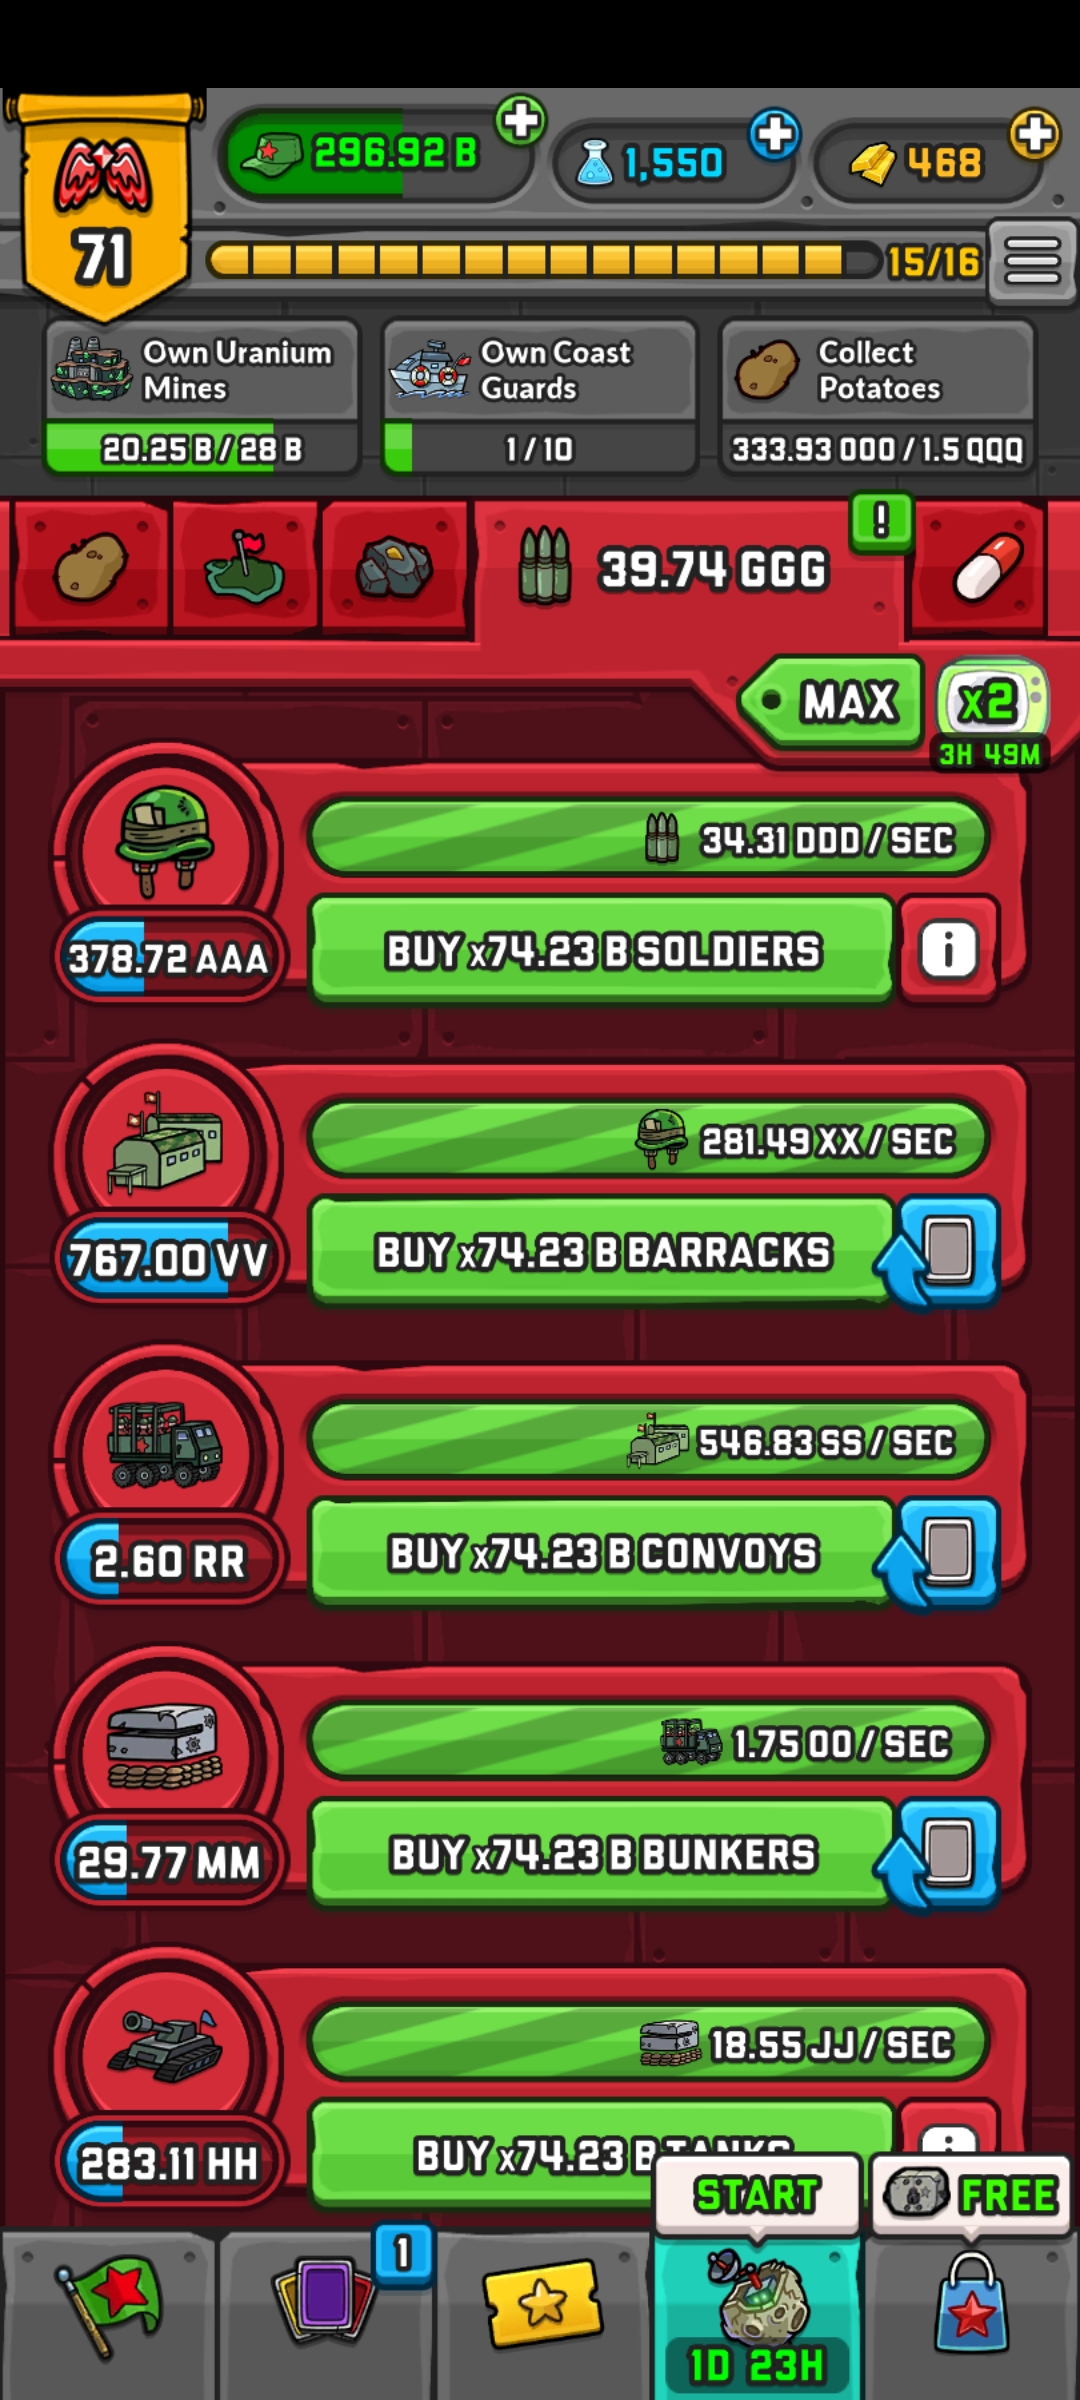 296.92 B
1,550
468
71
15/16
Own Uranium
Mines
20.25 B / 28 B
Own Coast
Guards
1 / 10
Collect
Potatoes
333.93 OOO / 1.5 QQQ
39.74 GGG
!
MAX
x2
3H 49M
34.31 DDD / SEC
378.72 AAA
BUY x74.23 B SOLDIERS
i
281.49 XX / SEC
767.00 VV
BUY x74.23 B BARRACKS
546.83 SS / SEC
2.60 RR
BUY x74.23 B CONVOYS
1.75 OO / SEC
29.77 MM
BUY x74.23 B BUNKERS
18.55 JJ / SEC
283.11 HH
BUY x74.23 B TANKS
START
FREE
1
1D 23H